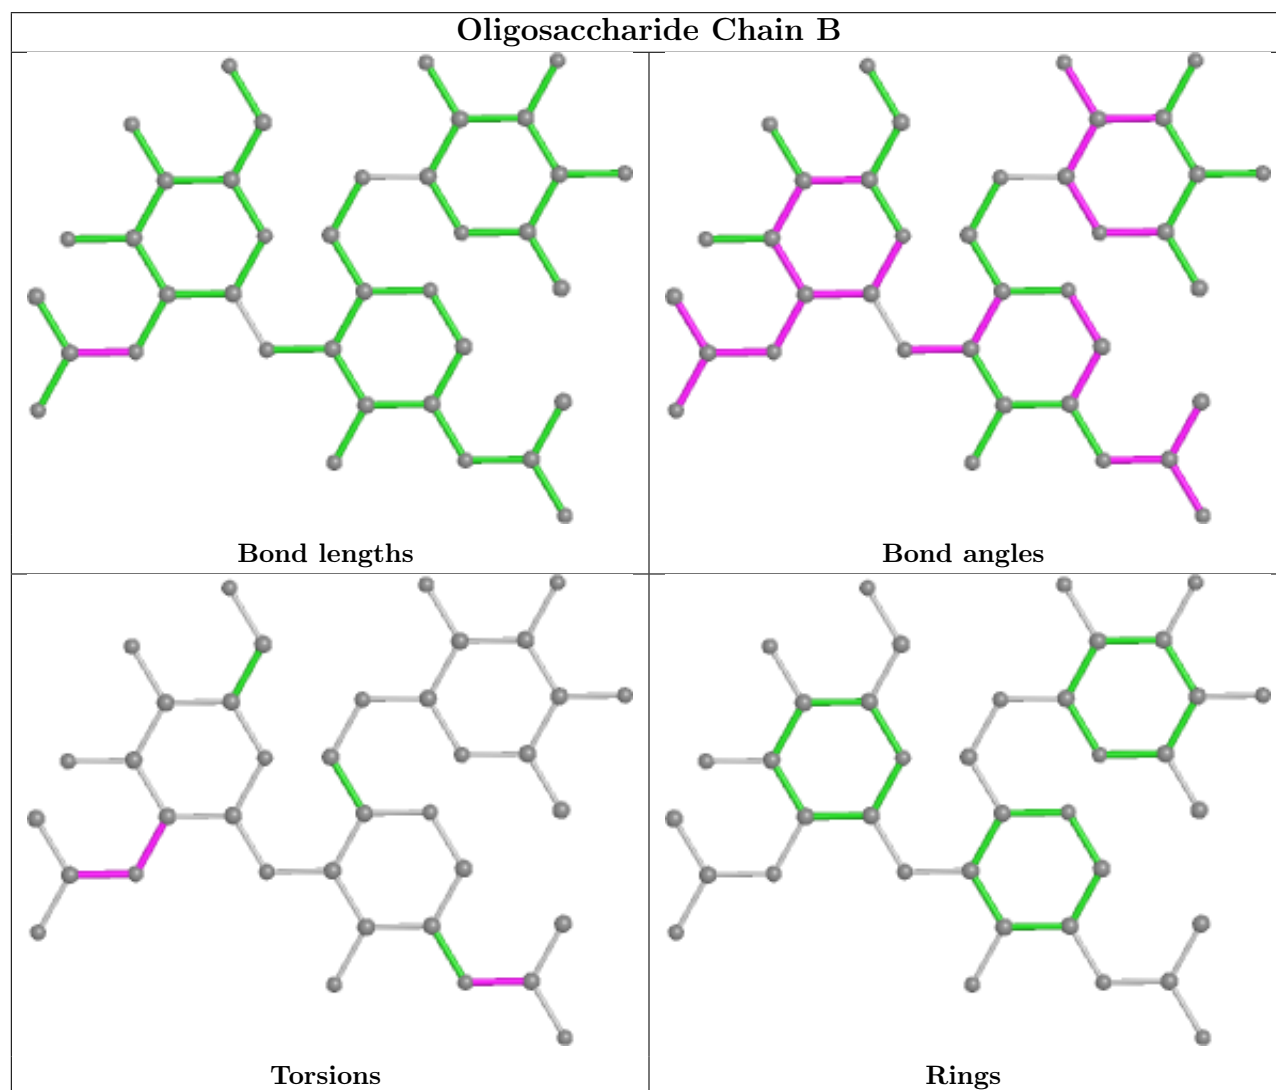 Oligosaccharide Chain B
Bond lengths
Bond angles
Torsions
Rings